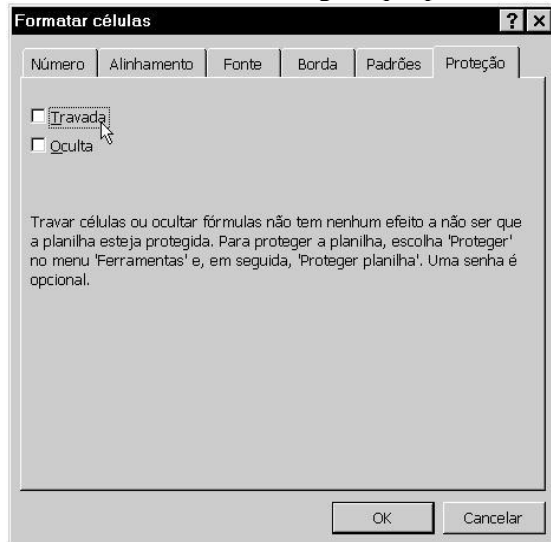 Formatar células
Número Alinhamento Fonte Borda Padrões Proteção
Travada
Oculta
Travar células ou ocultar fórmulas não tem nenhum efeito a não ser que
a planilha esteja protegida. Para proteger a planilha, escolha 'Proteger'
no menu 'Ferramentas' e, em seguida, 'Proteger planilha'. Uma senha é
opcional.
OK Cancelar